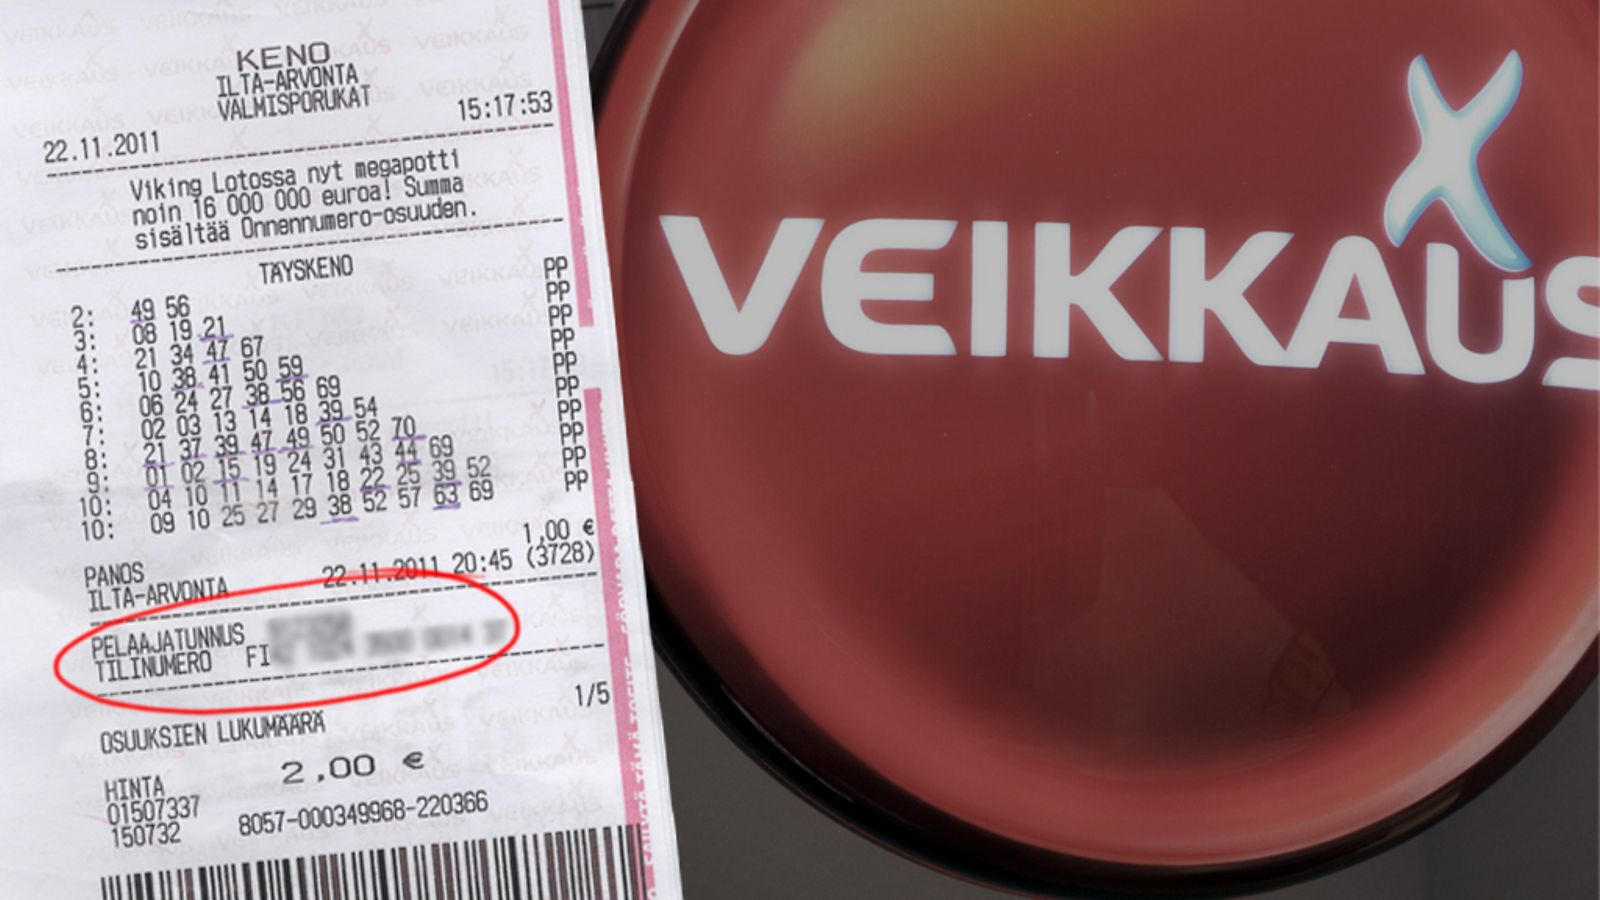 KENO
ILTA-ARVONTA
VALMISPORUKAT
22.11.2011 15:17:53
Viking Lotossa nyt megapotti
noin 16 000 000 euroa! Summa
sisältää Onnennumero-osuuden.
TÄYSKENO
2: 49 56 PP
3: 08 19 21 PP
4: 21 34 47 67 PP
5: 10 38 41 50 59 PP
6: 06 24 27 38 56 69 PP
7: 02 03 13 14 18 39 54 PP
8: 21 37 39 47 49 50 52 70 PP
9: 01 02 15 19 24 31 43 44 69 PP
10: 04 10 11 14 17 18 22 25 39 52 PP
10: 09 10 25 27 29 38 52 57 63 69 PP
PANOS 1,00 €
ILTA-ARVONTA 22.11.2011 20:45 (3728)
PELAAJATUNNUS
TILINUMERO FI
OSUUKSIEN LUKUMÄÄRÄ 1/5
HINTA 2,00 €
01507337
150732 8057-000349968-220366
VEIKKAUS